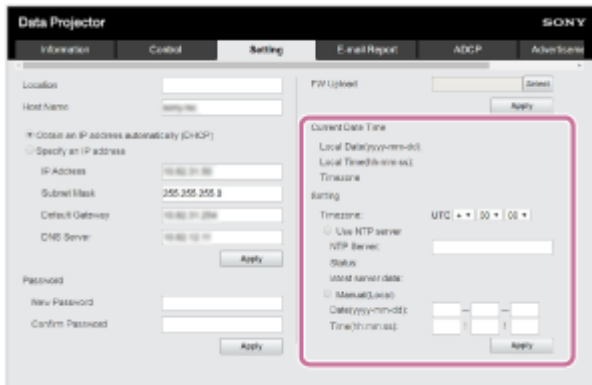 Data Projector
SONY
Information
Control
Setting
E-mail Report
ADCP
Advertiseme
Location
Host Name
Obtain an IP address automatically (DHCP)
Specify an IP address
IP Address
Subnet Mask
255.255.255.0
Default Gateway
DNS Server
Apply
Password
New Password
Confirm Password
Apply
FW Upload
Select
Apply
Current Date Time
Local Date(yyyy-mm-dd):
Local Time(hh:mm:ss):
Timezone
Setting
Timezone:
UTC + 00 00
Use NTP server
NTP Server:
Status:
latest server date:
Manual(Local)
Date(yyyy-mm-dd):
Time(hh:mm:ss):
Apply